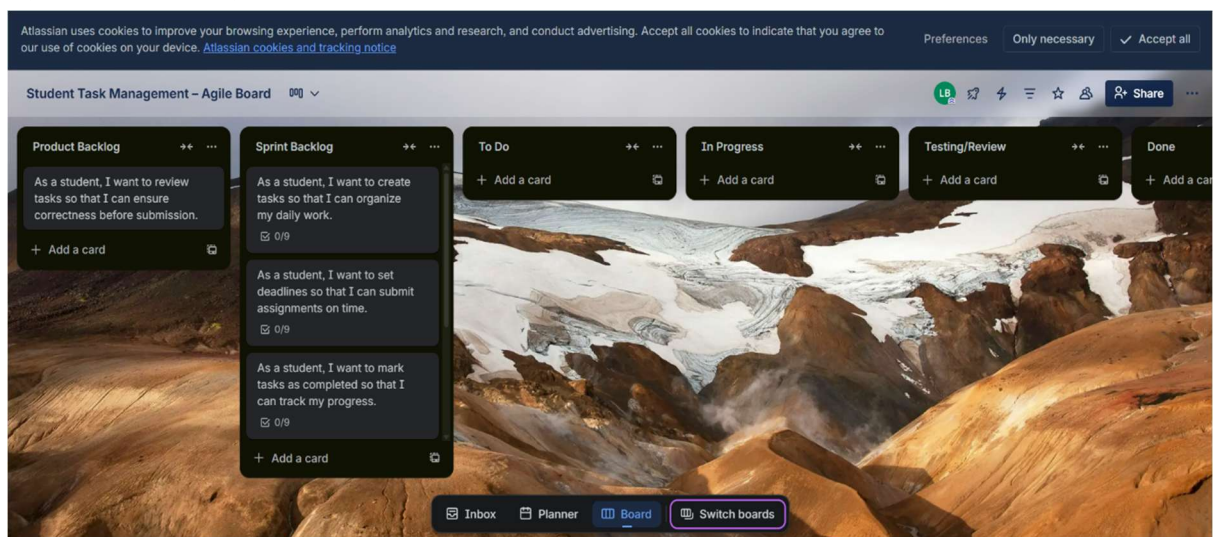 Atlassian uses cookies to improve your browsing experience, perform analytics and research, and conduct advertising. Accept all cookies to indicate that you agree to
our use of cookies on your device. Atlassian cookies and tracking notice
Preferences
Only necessary
Accept all
Student Task Management – Agile Board
LB
Share
Product Backlog
As a student, I want to review
tasks so that I can ensure
correctness before submission.
Add a card
Sprint Backlog
As a student, I want to create
tasks so that I can organize
my daily work.
0/9
As a student, I want to set
deadlines so that I can submit
assignments on time.
0/9
As a student, I want to mark
tasks as completed so that I
can track my progress.
0/9
Add a card
To Do
Add a card
In Progress
Add a card
Testing/Review
Add a card
Done
Add a car
Inbox
Planner
Board
Switch boards